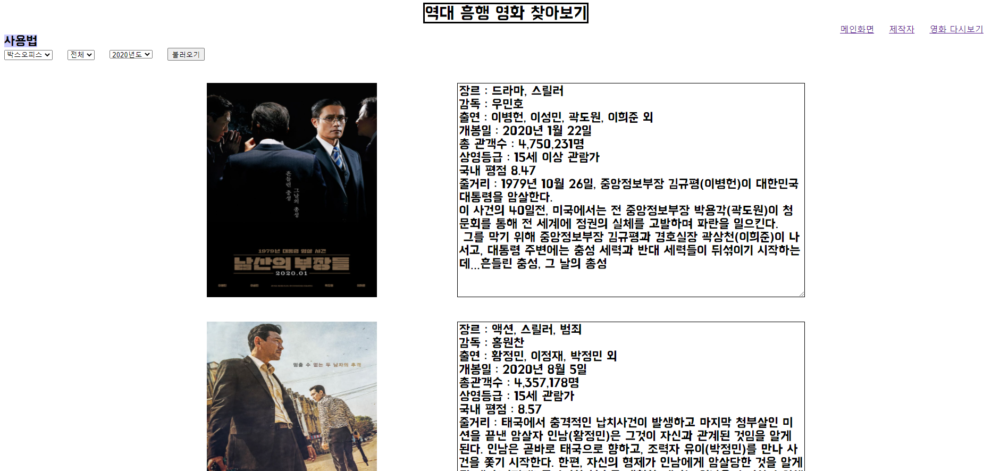 역대 흥행 영화 찾아보기
메인화면 제작자 영화 다시보기
사용법
박스오피스 전체 2020년도 불러오기
흔들린 충성
그날의 총성
1979년 대통령 암살 사건
남산의 부장들
2020.01
장르 : 드라마, 스릴러
감독 : 우민호
출연 : 이병헌, 이성민, 곽도원, 이희준 외
개봉일 : 2020년 1월 22일
총 관객수 : 4,750,231명
상영등급 : 15세 이상 관람가
국내 평점 8.47
줄거리 : 1979년 10월 26일, 중앙정보부장 김규평(이병헌)이 대한민국
대통령을 암살한다.
이 사건의 40일전, 미국에서는 전 중앙정보부장 박용각(곽도원)이 청
문회를 통해 전 세계에 정권의 실체를 고발하며 파란을 일으킨다.
그를 막기 위해 중앙정보부장 김규평과 경호실장 곽상천(이희준)이 나
서고, 대통령 주변에는 충성 세력과 반대 세력들이 뒤섞이기 시작하는
데...흔들린 충성, 그 날의 총성
멈출 수 없는 두 남자의 추격
장르 : 액션, 스릴러, 범죄
감독 : 홍원찬
출연 : 황정민, 이정재, 박정민 외
개봉일 : 2020년 8월 5일
총관객수 : 4,357,178명
상영등급 : 15세 관람가
국내 평점 : 8.57
줄거리 : 태국에서 충격적인 납치사건이 발생하고 마지막 청부살인 미
션을 끝낸 암살자 인남(황정민)은 그것이 자신과 관계된 것임을 알게
된다. 인남은 곧바로 태국으로 향하고, 조력자 유이(박정민)를 만나 사
건을 쫓기 시작한다. 한편, 자신의 형제가 인남에게 암살당한 것을 알게